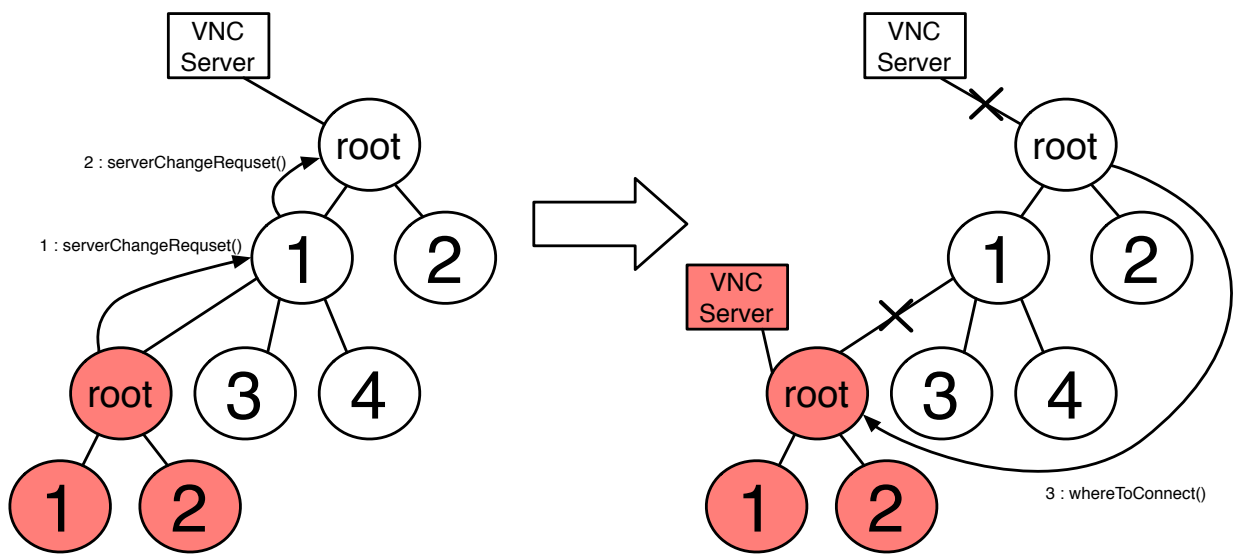 VNC
Server
root
2 : serverChangeRequset()
1 : serverChangeRequset()
1
2
root
3
4
1
2
VNC
Server
root
1
2
VNC
Server
root
3
4
1
2
3 : whereToConnect()